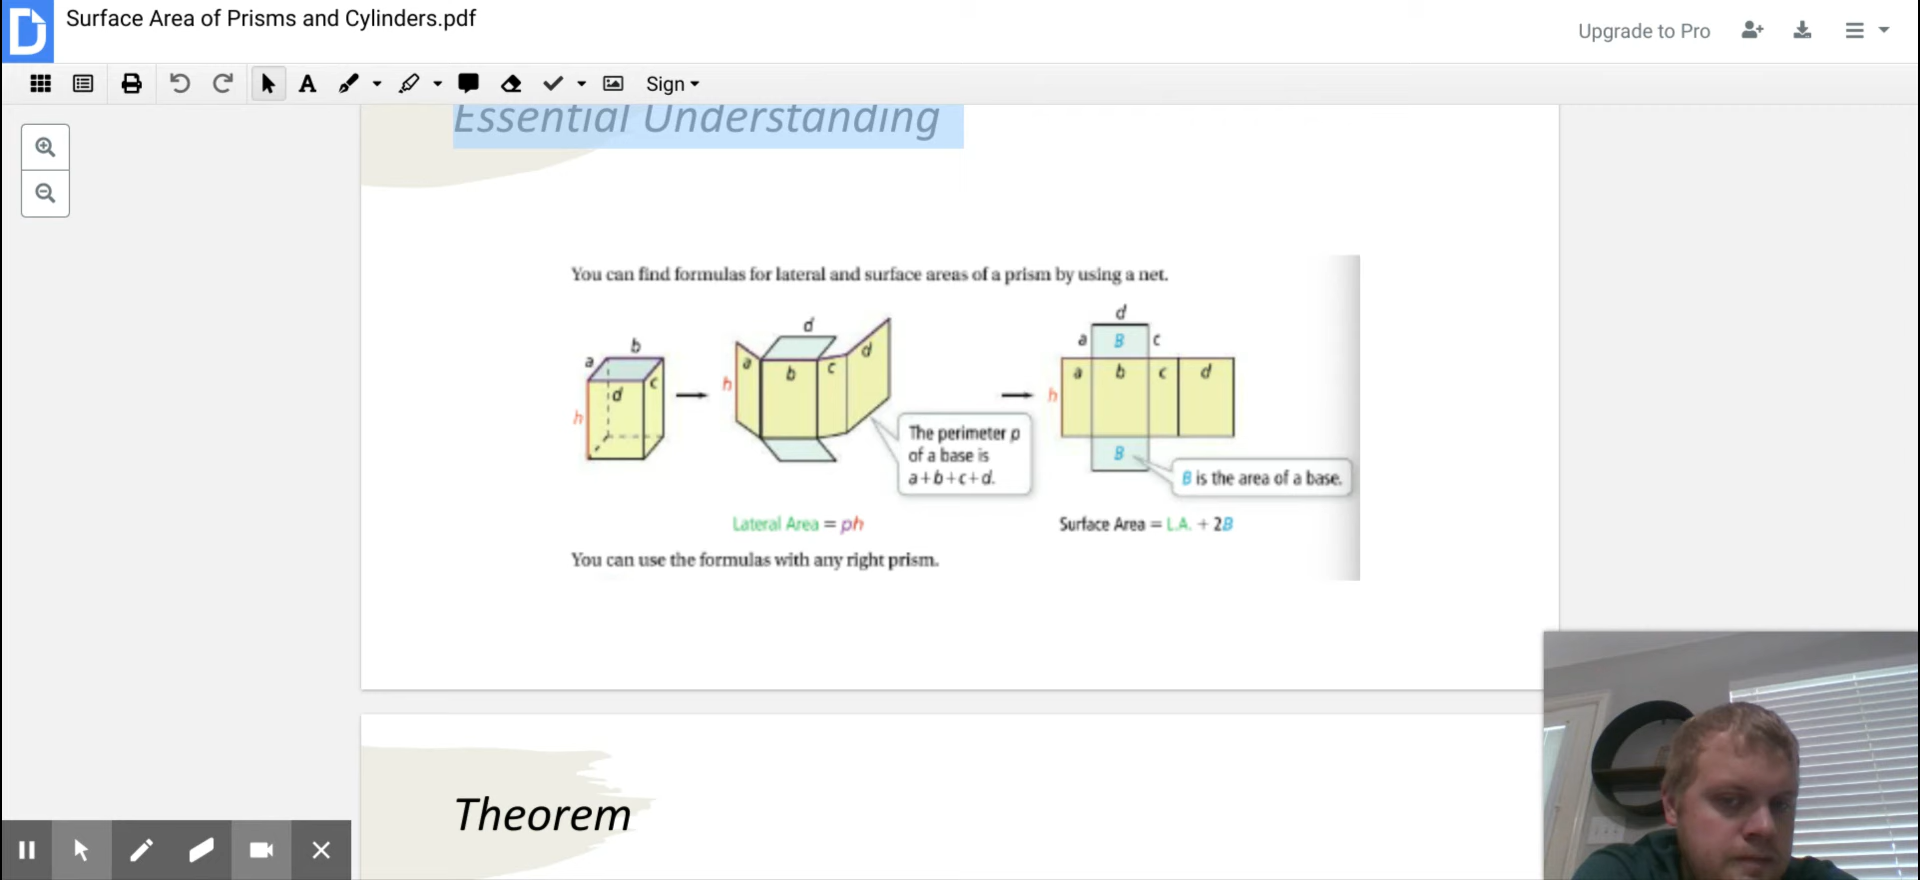 Surface Area of Prisms and Cylinders.pdf
Upgrade to Pro
A
Sign
Essential Understanding
You can find formulas for lateral and surface areas of a prism by using a net.
a b c d h
h a b c d d
The perimeter p
of a base is
a+b+c+d.
d
a B c
h a b c d
B
B is the area of a base.
Lateral Area = ph
Surface Area = L.A. + 2B
You can use the formulas with any right prism.
Theorem